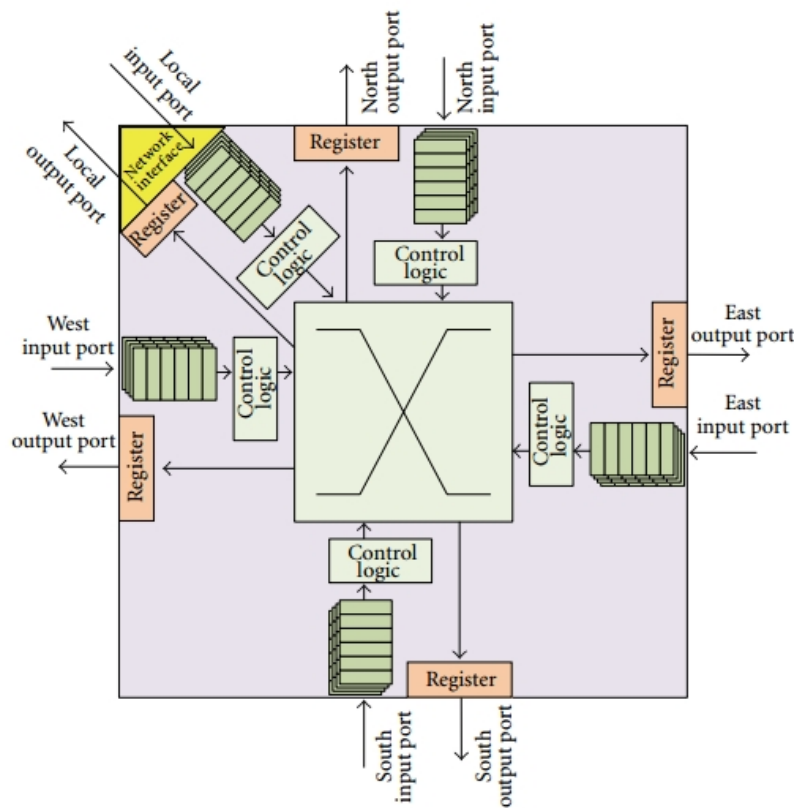 Local
input port
North
output port
North
input port
Local
output port
Network
interface
Register
Register
Control
logic
Control
logic
West
input port
Control
logic
East
output port
Register
West
output port
Register
Control
logic
East
input port
Control
logic
Register
South
input port
South
output port